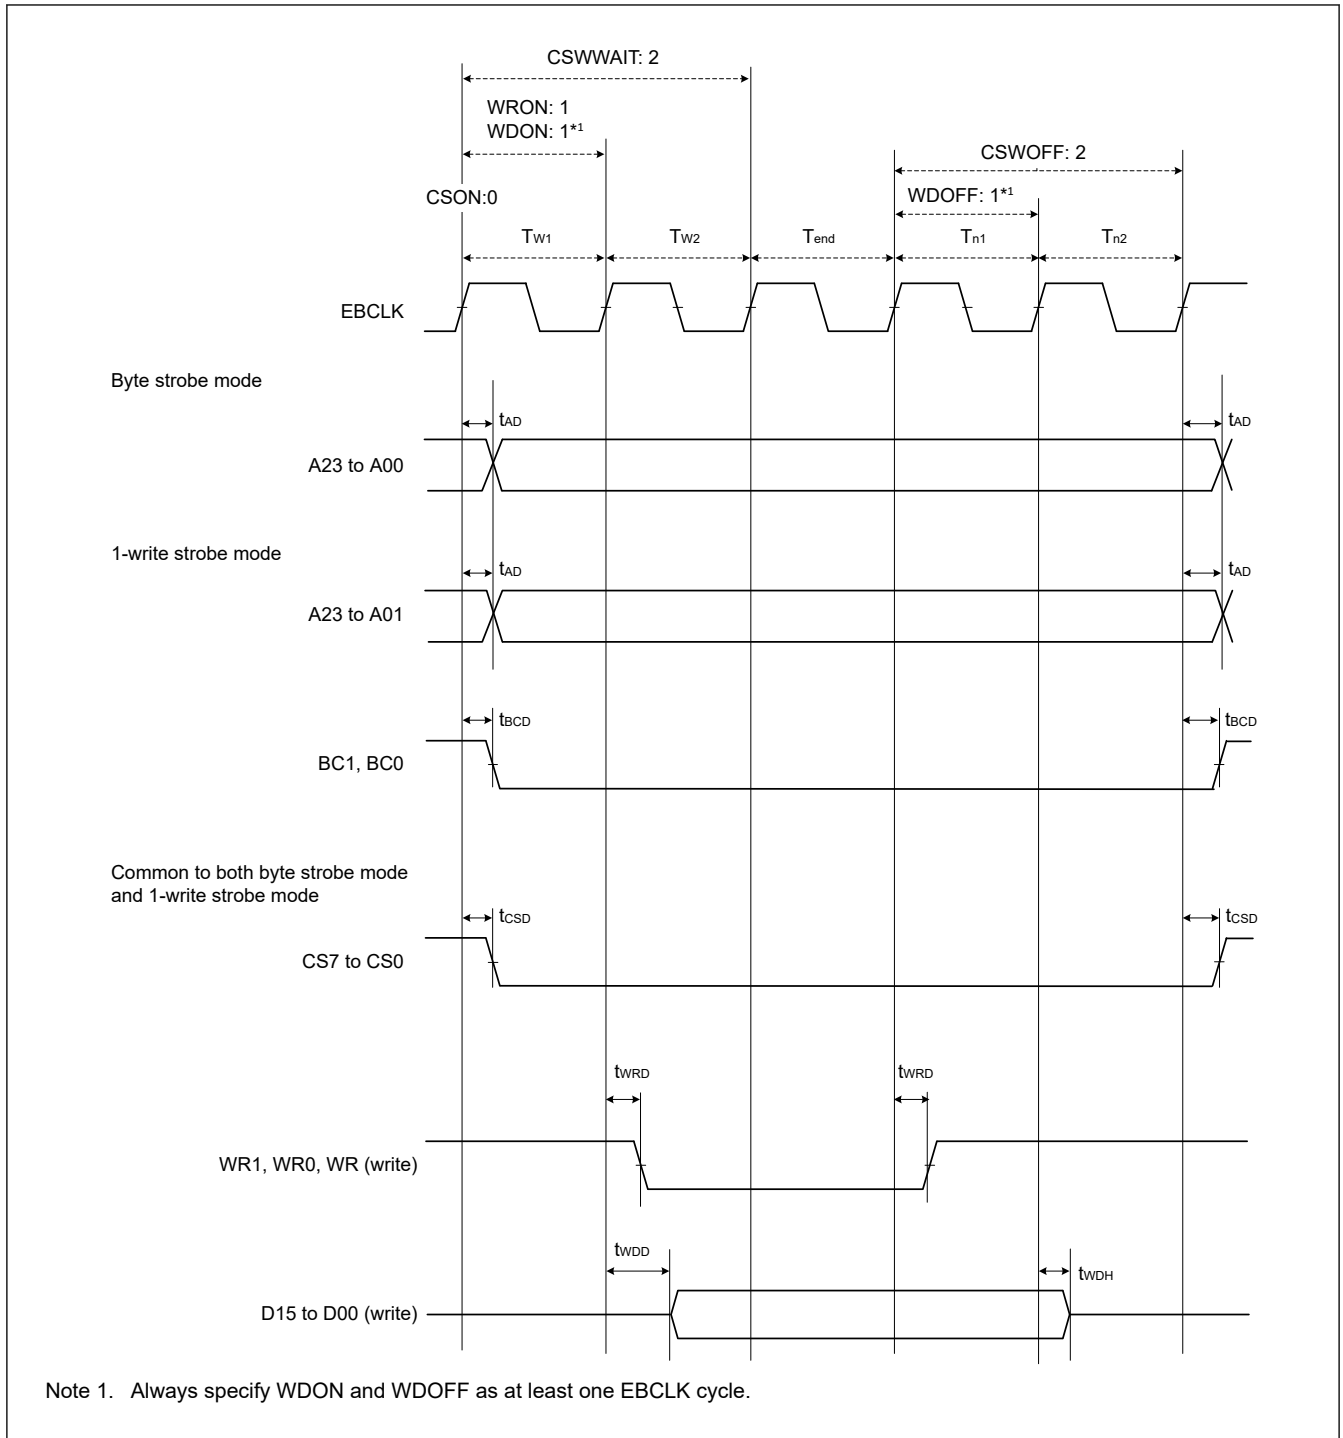 CSWWAIT: 2
WRON: 1
WDON: 1*1
CSWOFF: 2
WDOFF: 1*1
CSON:0
TW1 TW2 Tend Tn1 Tn2
EBCLK
Byte strobe mode
tAD tAD
A23 to A00
1-write strobe mode
tAD tAD
A23 to A01
tBCD tBCD
BC1, BC0
Common to both byte strobe mode
and 1-write strobe mode
tCSD tCSD
CS7 to CS0
tWRD tWRD
WR1, WR0, WR (write)
tWDD tWDH
D15 to D00 (write)
Note 1. Always specify WDON and WDOFF as at least one EBCLK cycle.